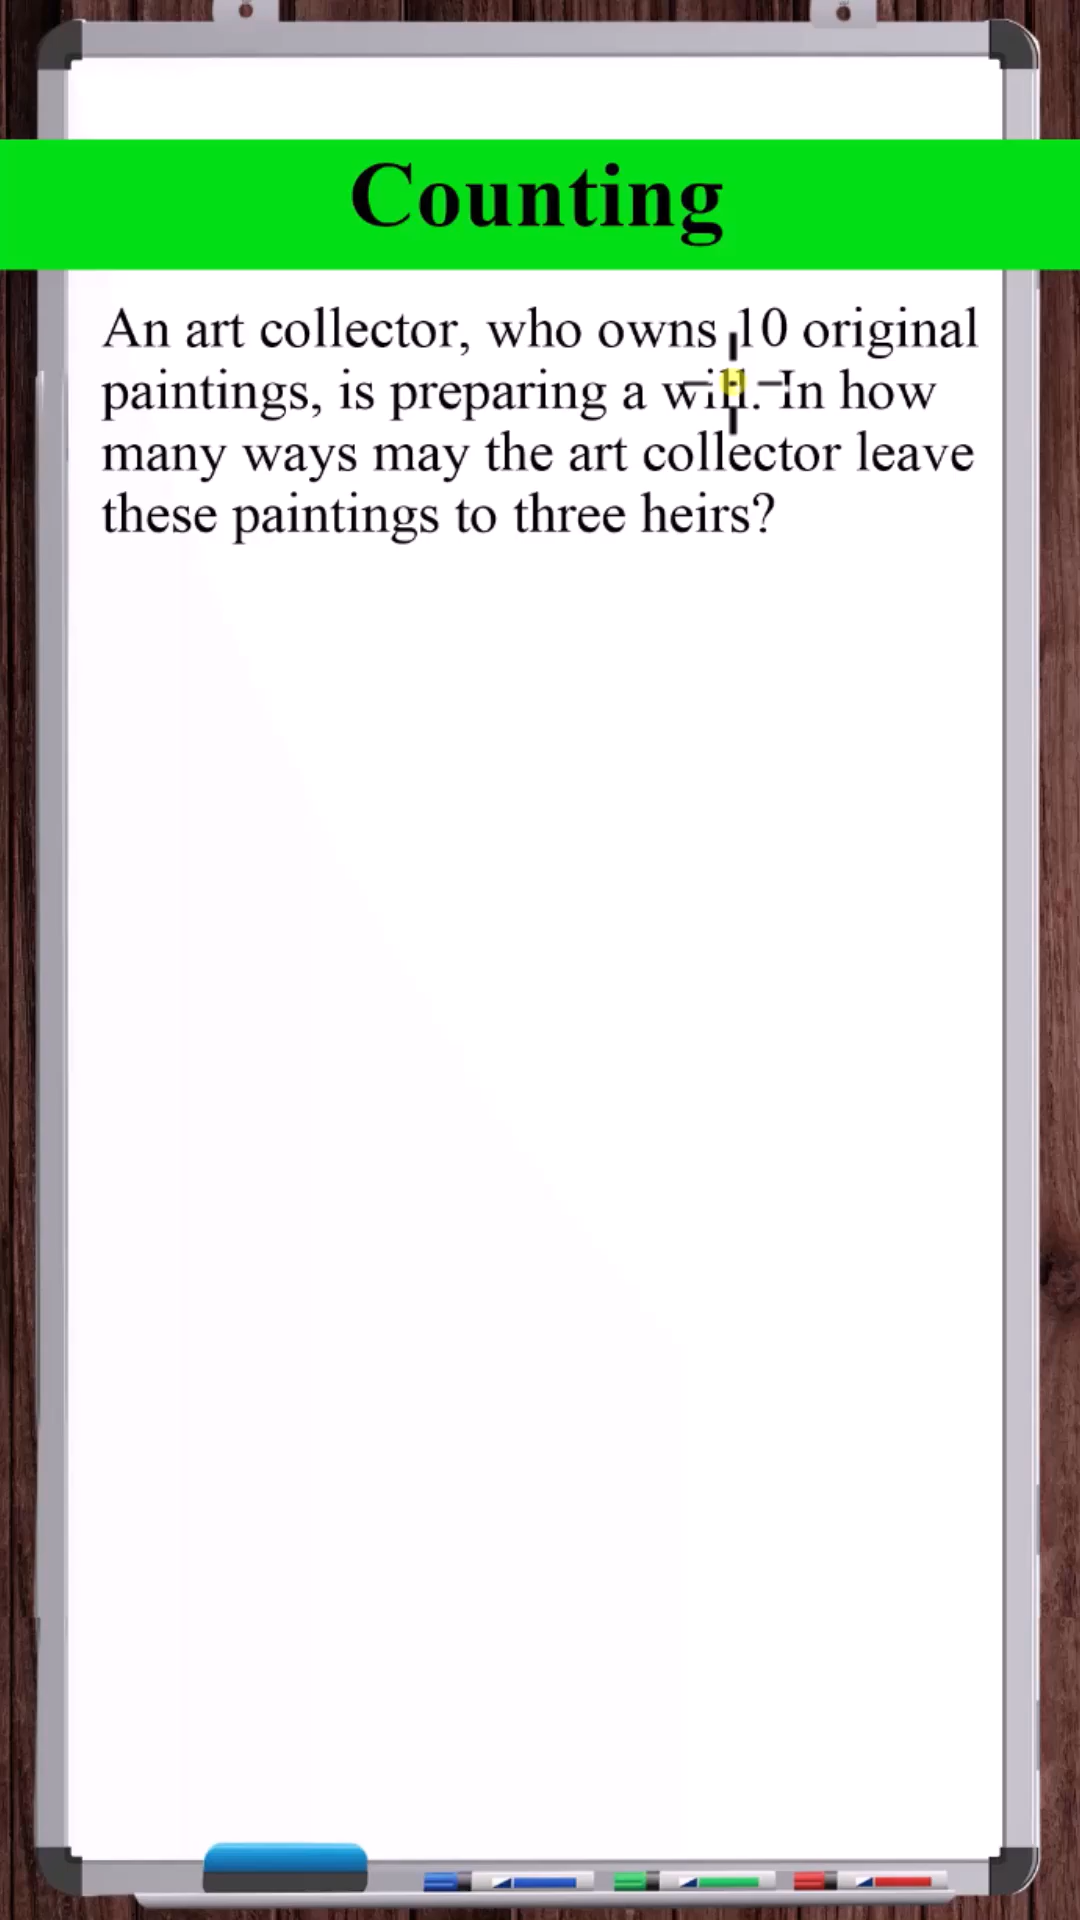 Counting
An art collector, who owns 10 original
paintings, is preparing a will. In how
many ways may the art collector leave
these paintings to three heirs?